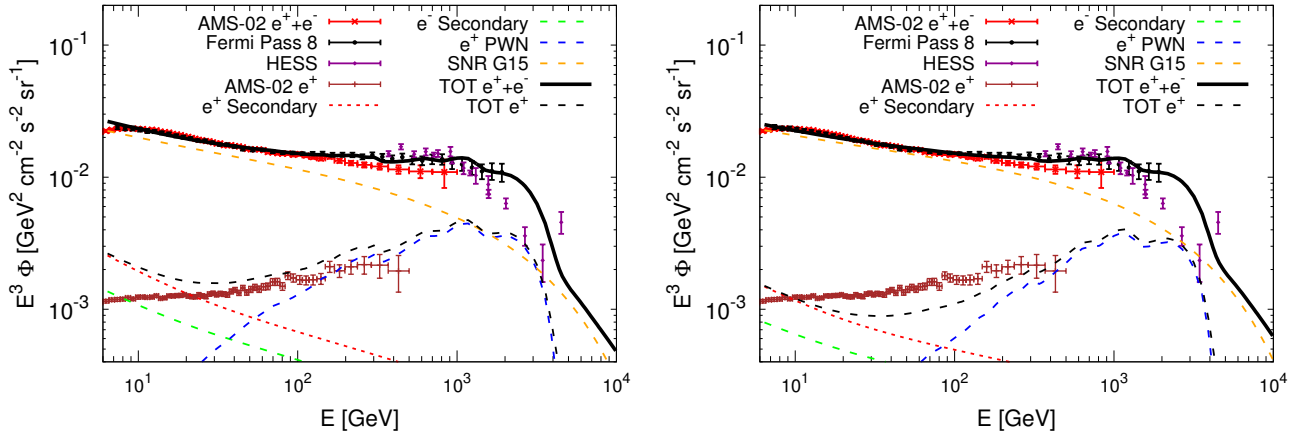 E³ Φ [GeV² cm⁻² s⁻² sr⁻¹]
10⁻¹
10⁻²
10⁻³
AMS-02 e⁺+e⁻
Fermi Pass 8
HESS
AMS-02 e⁺
e⁺ Secondary
e⁻ Secondary
e⁺ PWN
SNR G15
TOT e⁺+e⁻
TOT e⁺
10¹ 10² 10³ 10⁴
E [GeV]
E³ Φ [GeV² cm⁻² s⁻² sr⁻¹]
10⁻¹
10⁻²
10⁻³
AMS-02 e⁺+e⁻
Fermi Pass 8
HESS
AMS-02 e⁺
e⁺ Secondary
e⁻ Secondary
e⁺ PWN
SNR G15
TOT e⁺+e⁻
TOT e⁺
10¹ 10² 10³ 10⁴
E [GeV]